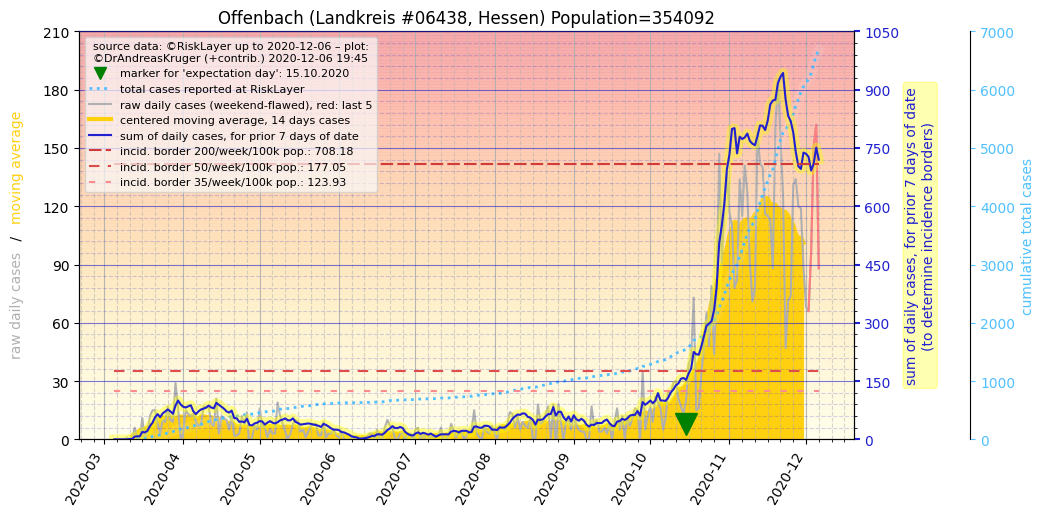 Offenbach (Landkreis #06438, Hessen) Population=354092
source data: ©RiskLayer up to 2020-12-06 – plot:
©DrAndreasKruger (+contrib.) 2020-12-06 19:45
marker for 'expectation day': 15.10.2020
total cases reported at RiskLayer
raw daily cases (weekend-flawed), red: last 5
centered moving average, 14 days cases
sum of daily cases, for prior 7 days of date
incid. border 200/week/100k pop.: 708.18
incid. border 50/week/100k pop.: 177.05
incid. border 35/week/100k pop.: 123.93
raw daily cases / moving average
210
180
150
120
90
60
30
0
2020-03
2020-04
2020-05
2020-06
2020-07
2020-08
2020-09
2020-10
2020-11
2020-12
1050
900
750
600
450
300
150
0
sum of daily cases, for prior 7 days of date
(to determine incidence borders)
7000
6000
5000
4000
3000
2000
1000
0
cumulative total cases